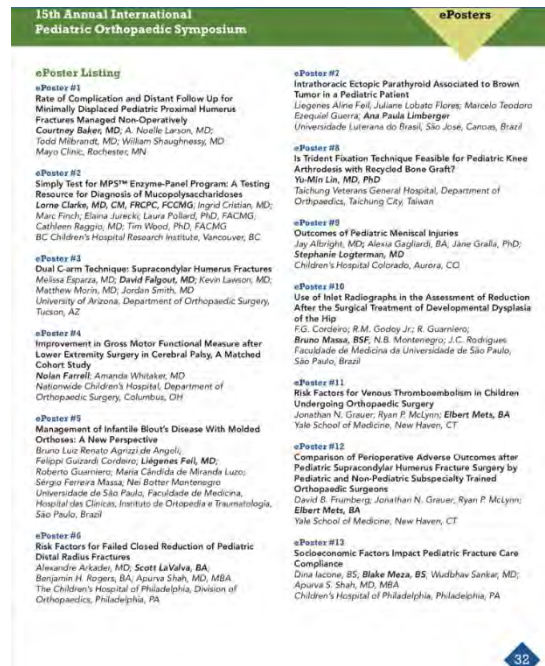 15th Annual International
Pediatric Orthopaedic Symposium
ePosters
ePoster Listing
ePoster #1
Rate of Complication and Distant Follow Up for
Minimally Displaced Pediatric Proximal Humerus
Fractures Managed Non-Operatively
Courtney Baker, MD; A. Noelle Larson, MD;
Todd Milbrandt, MD; William Shaughnessy, MD
Mayo Clinic, Rochester, MN
ePoster #2
Simply Test for MPS™ Enzyme-Panel Program: A Testing
Resource for Diagnosis of Mucopolysaccharidoses
Lorne Clarke, MD, CM, FRCPC, FCCMG; Ingrid Cristian, MD;
Marc Finch; Elaina Jurecki; Laura Pollard, PhD, FACMG;
Cathleen Raggio, MD; Tim Wood, PhD, FACMG
BC Children's Hospital Research Institute, Vancouver, BC
ePoster #3
Dual C-arm Technique: Supracondylar Humerus Fractures
Melissa Esparza, MD; David Falgout, MD; Kevin Lawson, MD;
Matthew Morin, MD; Jordan Smith, MD
University of Arizona, Department of Orthopaedic Surgery,
Tucson, AZ
ePoster #4
Improvement in Gross Motor Functional Measure after
Lower Extremity Surgery in Cerebral Palsy, A Matched
Cohort Study
Nolan Farrell; Amanda Whitaker, MD
Nationwide Children's Hospital, Department of
Orthopaedic Surgery, Columbus, OH
ePoster #5
Management of Infantile Blout's Disease With Molded
Orthoses: A New Perspective
Bruno Luiz Renato Agrizzi de Angeli;
Felippi Guizardi Cordeiro; Liégenes Feil, MD;
Roberto Guarniero; Maria Cândida de Miranda Luzo;
Sérgio Ferreira Massa; Nei Botter Montenegro
Universidade de São Paulo, Faculdade de Medicina,
Hospital das Clínicas, Instituto de Ortopedia e Traumatologia,
São Paulo, Brazil
ePoster #6
Risk Factors for Failed Closed Reduction of Pediatric
Distal Radius Fractures
Alexandre Arkader, MD; Scott LaValva, BA;
Benjamin H. Rogers, BA; Apurva Shah, MD, MBA
The Children's Hospital of Philadelphia, Division of
Orthopaedics, Philadelphia, PA
ePoster #7
Intrathoracic Ectopic Parathyroid Associated to Brown
Tumor in a Pediatric Patient
Liegenes Aline Feil; Juliane Lobato Flores; Marcelo Teodoro
Ezequiel Guerra; Ana Paula Limberger
Universidade Luterana do Brasil, São José, Canoas, Brazil
ePoster #8
Is Trident Fixation Technique Feasible for Pediatric Knee
Arthrodesis with Recycled Bone Graft?
Yu-Min Lin, MD, PhD
Taichung Veterans General Hospital, Department of
Orthpaedics, Taichung City, Taiwan
ePoster #9
Outcomes of Pediatric Meniscal Injuries
Jay Albright, MD; Alexia Gagliardi, BA; Jane Gralla, PhD;
Stephanie Logterman, MD
Children's Hospital Colorado, Aurora, CO
ePoster #10
Use of Inlet Radiographs in the Assessment of Reduction
After the Surgical Treatment of Developmental Dysplasia
of the Hip
F.G. Cordeiro; R.M. Godoy Jr.; R. Guarniero;
Bruno Massa, BSF; N.B. Montenegro; J.C. Rodrigues
Faculdade de Medicina da Universidade de São Paulo,
São Paulo, Brazil
ePoster #11
Risk Factors for Venous Thromboembolism in Children
Undergoing Orthopaedic Surgery
Jonathan N. Grauer; Ryan P. McLynn; Elbert Mets, BA
Yale School of Medicine, New Haven, CT
ePoster #12
Comparison of Perioperative Adverse Outcomes after
Pediatric Supracondylar Humerus Fracture Surgery by
Pediatric and Non-Pediatric Subspecialty Trained
Orthopaedic Surgeons
David B. Frumberg; Jonathan N. Grauer, Ryan P. McLynn;
Elbert Mets, BA
Yale School of Medicine, New Haven, CT
ePoster #13
Socioeconomic Factors Impact Pediatric Fracture Care
Compliance
Dina Iacone, BS; Blake Meza, BS, Wudbhav Sankar, MD;
Apurva S. Shah, MD, MBA
Children's Hospital of Philadelphia, Philadelphia, PA
32